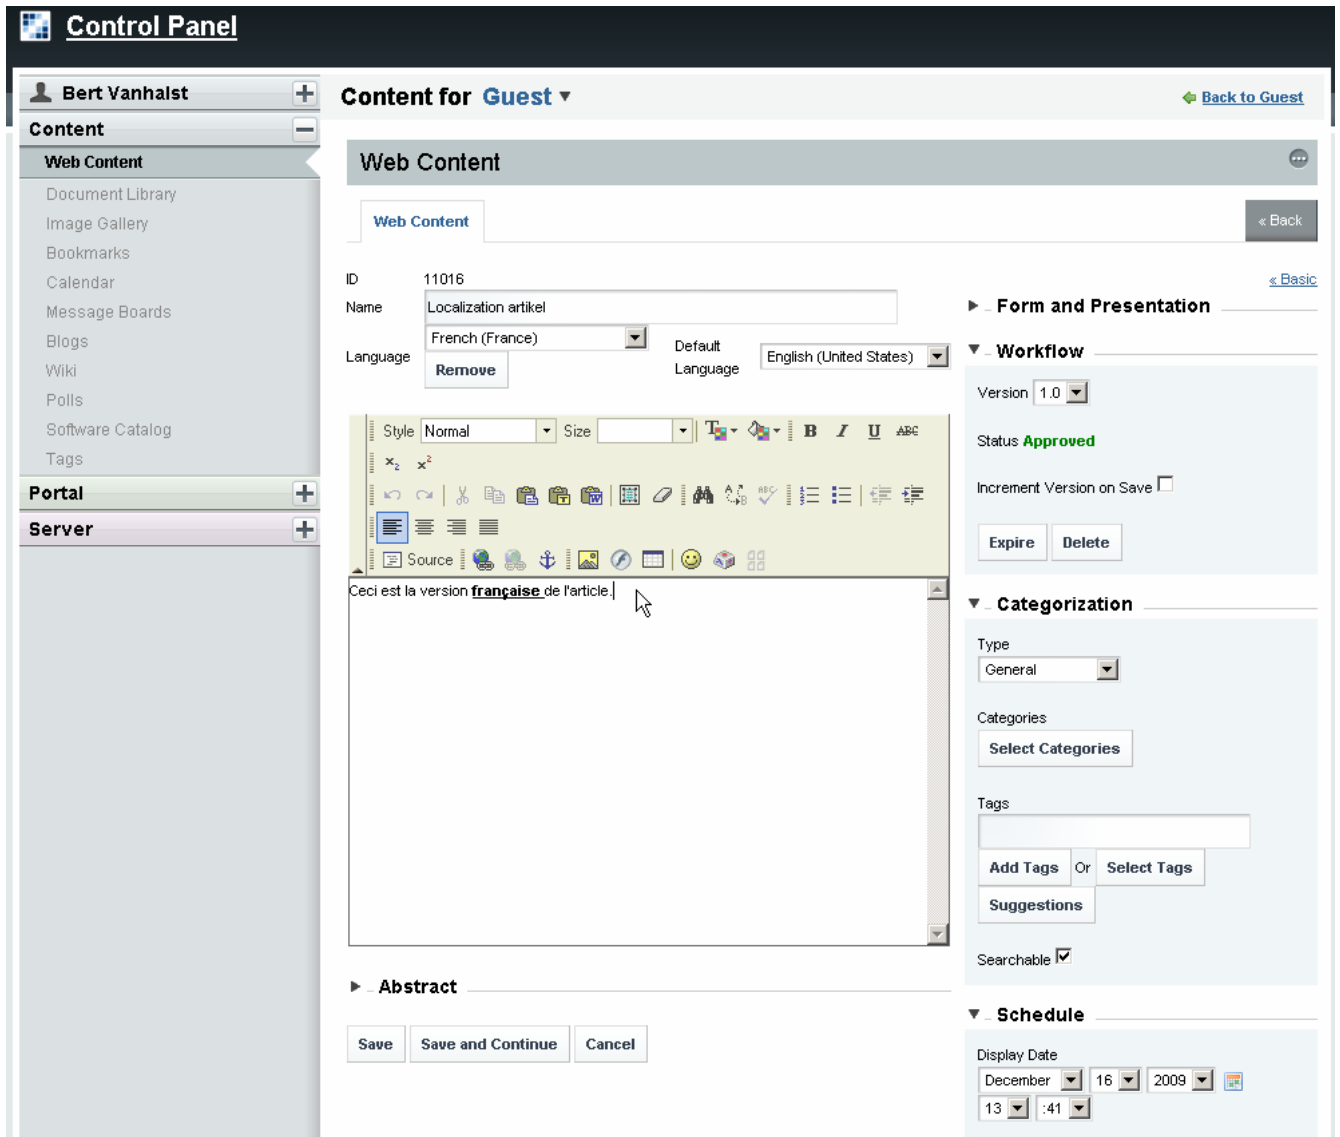 Control Panel
Bert Vanhalst
Content
Web Content
Document Library
Image Gallery
Bookmarks
Calendar
Message Boards
Blogs
Wiki
Polls
Software Catalog
Tags
Portal
Server
Content for Guest
Back to Guest
Web Content
Web Content
« Back
ID 11016
Name Localization artikel
Language French (France)
Remove
Default Language English (United States)
Style Normal Size
B I U ABC
x2 x2
Source
Ceci est la version française de l'article.
Abstract
Save Save and Continue Cancel
« Basic
Form and Presentation
Workflow
Version 1.0
Status Approved
Increment Version on Save
Expire Delete
Categorization
Type
General
Categories
Select Categories
Tags
Add Tags Or Select Tags
Suggestions
Searchable
Schedule
Display Date
December 16 2009
13 :41